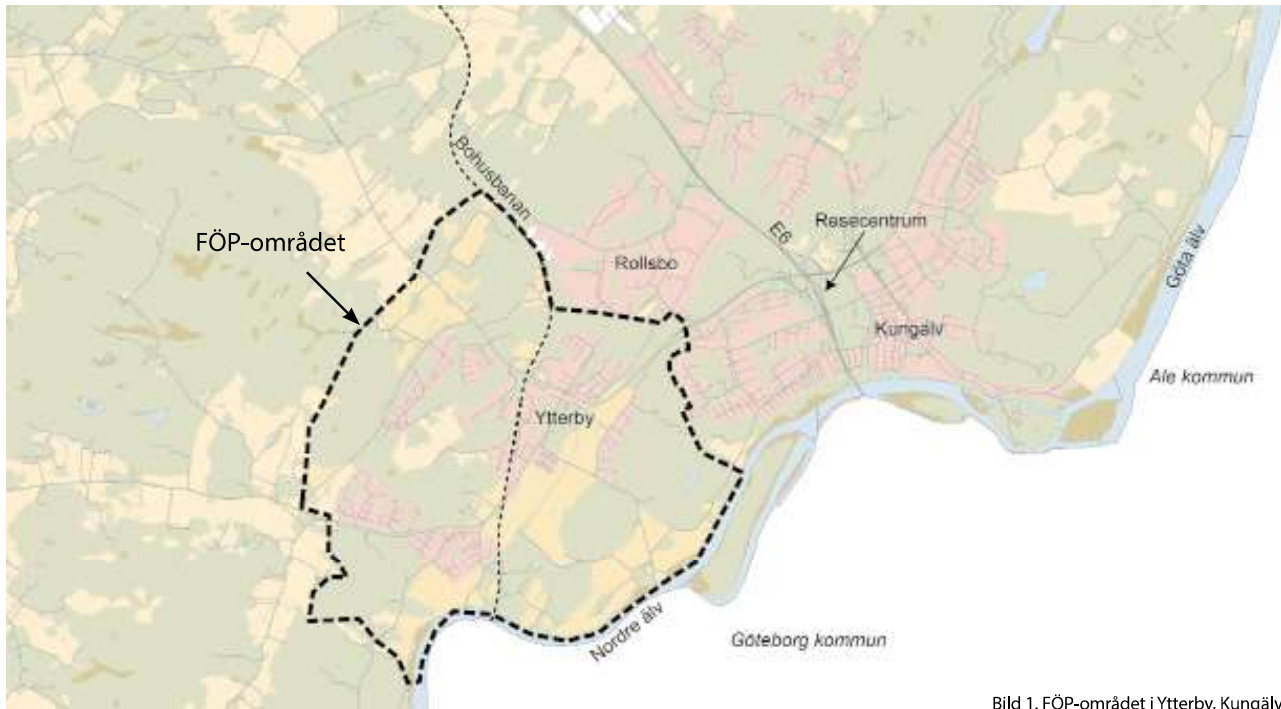 Bohusbanan
FÖP-området
E6
Resecentrum
Rollsbo
Göta älv
Kungälv
Ale kommun
Ytterby
Nordre älv
Göteborg kommun
Bild 1. FÖP-området i Ytterby, Kungälv